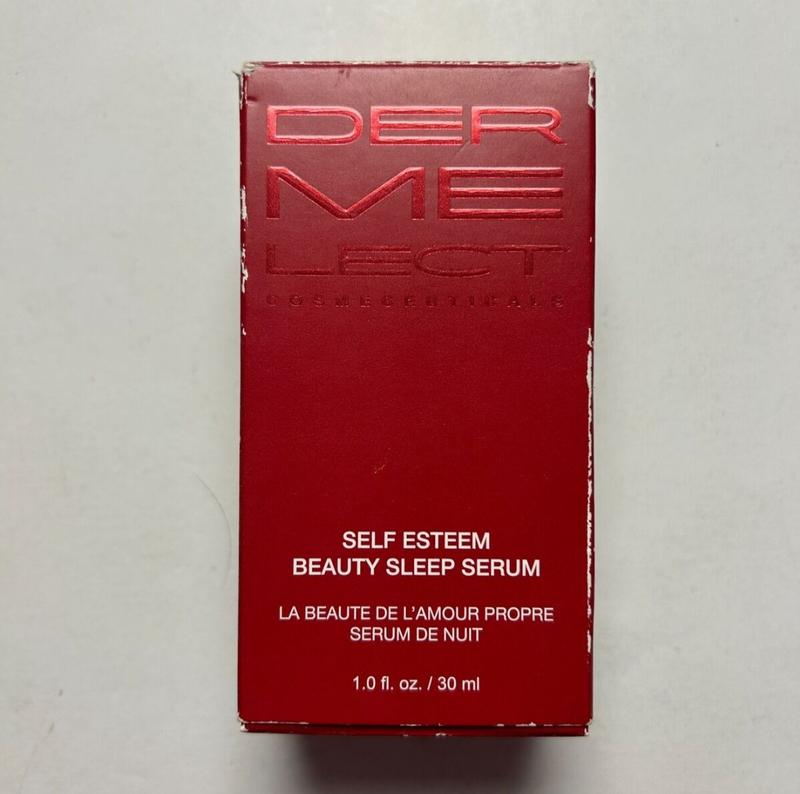 DER
ME
LECT
COSMECEUTICALS
SELF ESTEEM
BEAUTY SLEEP SERUM
LA BEAUTE DE L'AMOUR PROPRE
SERUM DE NUIT
1.0 fl. oz. / 30 ml